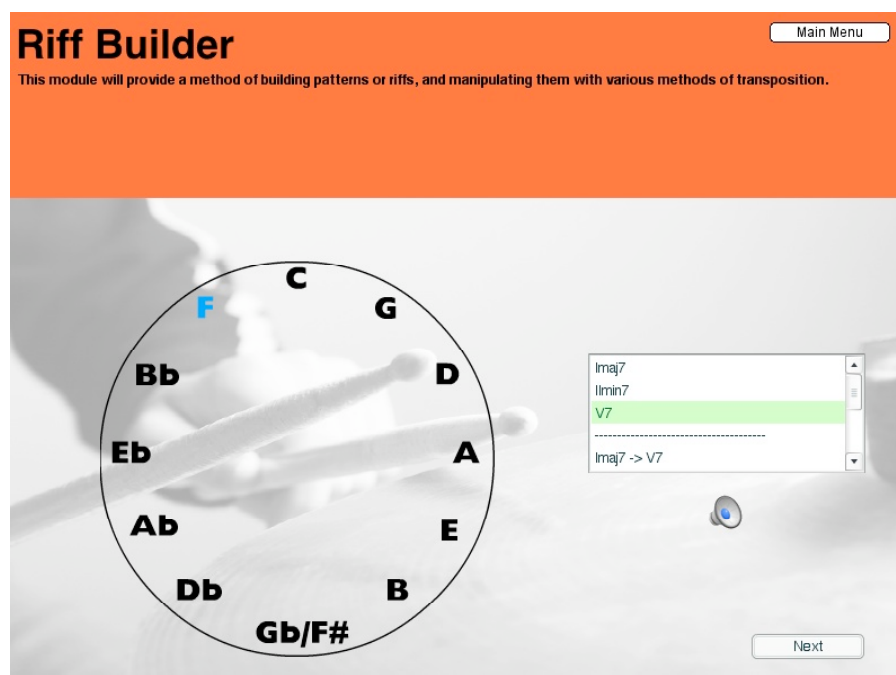 Riff Builder
Main Menu
This module will provide a method of building patterns or riffs, and manipulating them with various methods of transposition.
C
F
G
Bb
D
Eb
A
Ab
E
Db
B
Gb/F#
Imaj7
IImin7
V7
--------------------------------------
Imaj7 -> V7
Next